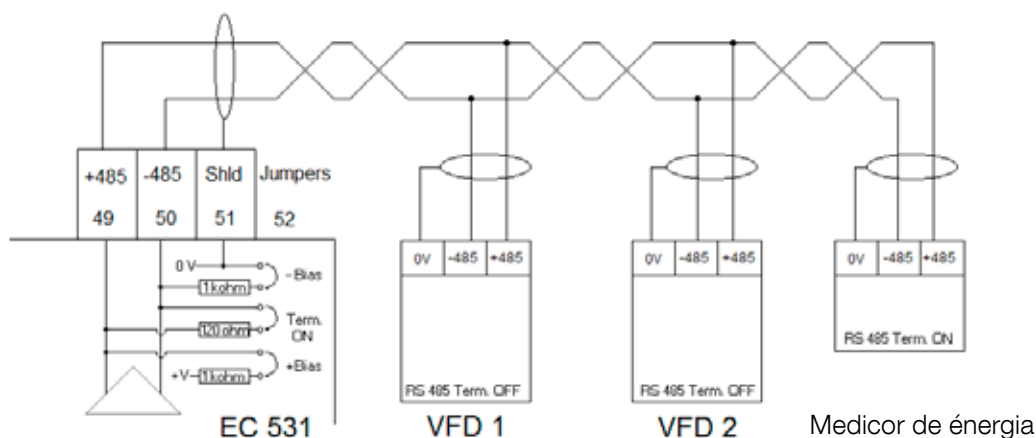 +485 -485 Shld Jumpers
49 50 51 52
0 V
-Bias
1kohm
Term. ON
120 ohm
+Bias
+V 1kohm
EC 531
0V -485 +485
RS 485 Term. OFF
VFD 1
0V -485 +485
RS 485 Term. OFF
VFD 2
0V -485 +485
RS 485 Term. ON
Medicor de énergia